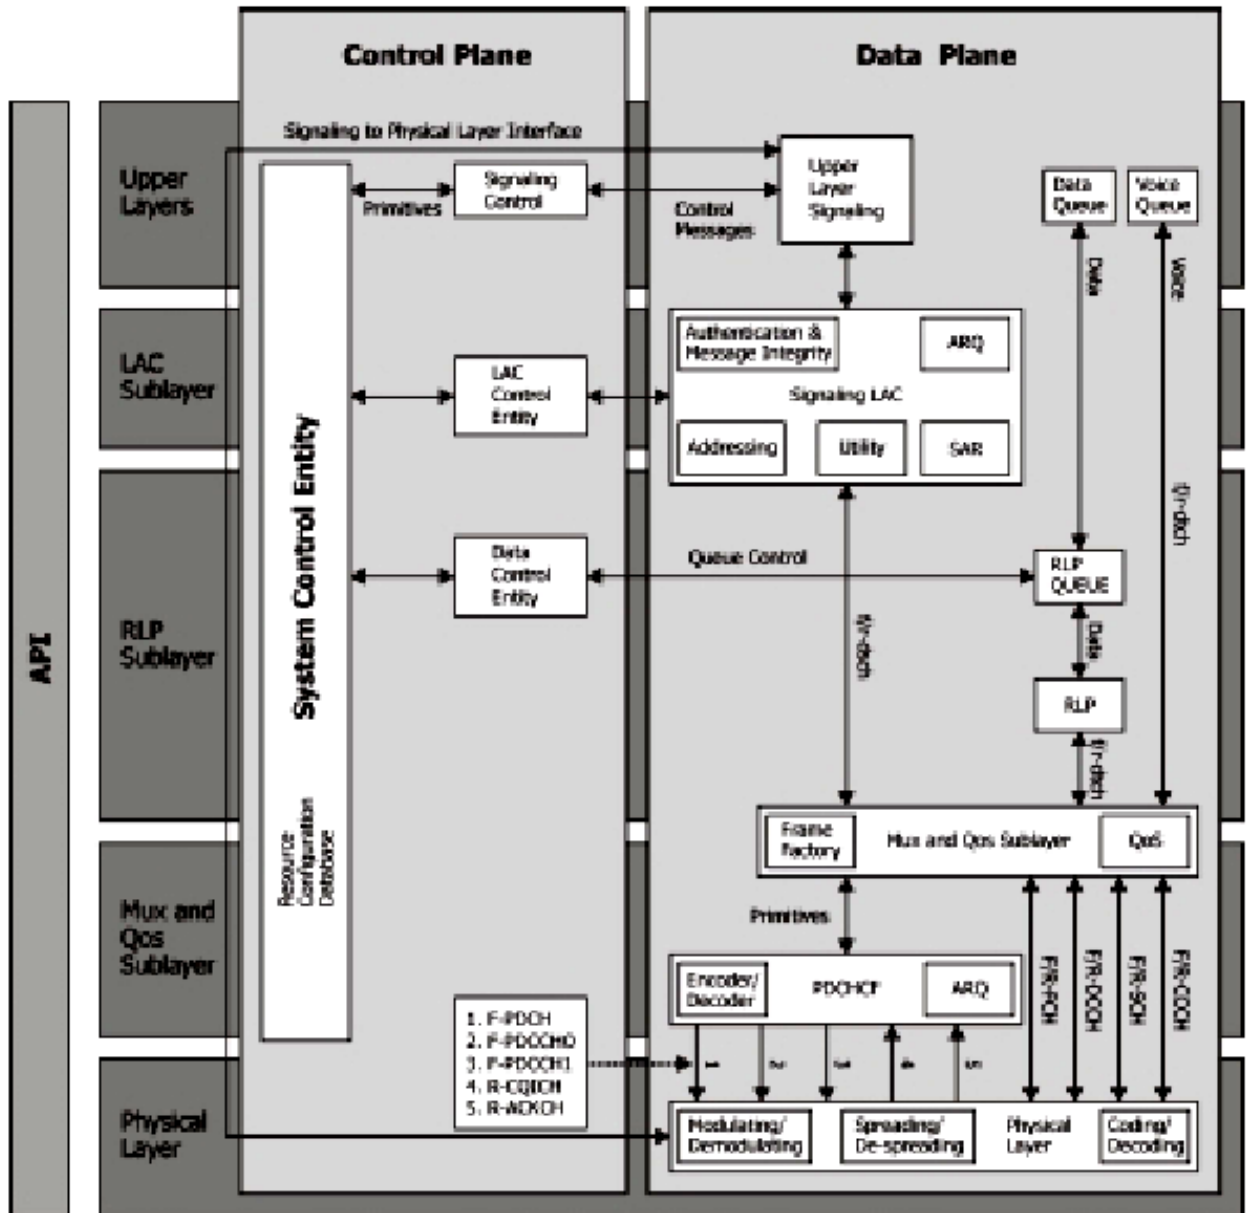 Control Plane
Data Plane
API
Upper
Layers
LAC
Sublayer
RLP
Sublayer
Mux and
Qos
Sublayer
Physical
Layer
Signaling to Physical Layer Interface
System Control Entity
Resource
Configuration
Database
Primitives
Signaling
Control
Control
Messages
Upper
Layer
Signaling
Data
Queue
Voice
Queue
Data
Voice
LAC
Control
Entity
Authentication &
Message Integrity
ARQ
Signaling LAC
Addressing
Utility
SAR
f/r-dtch
Data
Control
Entity
Queue Control
RLP
QUEUE
f/r-dsch
Data
RLP
f/r-dtch
Frame
Factory
Mux and Qos Sublayer
QoS
Primitives
Encoder/
Decoder
PDCHCF
ARQ
F/R-FCH
F/R-DCCH
F/R-SCH
F/R-CCCH
1. F-PDCH
2. F-PDCCH0
3. F-PDCCH1
4. R-CQICH
5. R-ACKCH
1
2
3
4
5
Modulating/
Demodulating
Spreading/
De-spreading
Physical
Layer
Coding/
Decoding